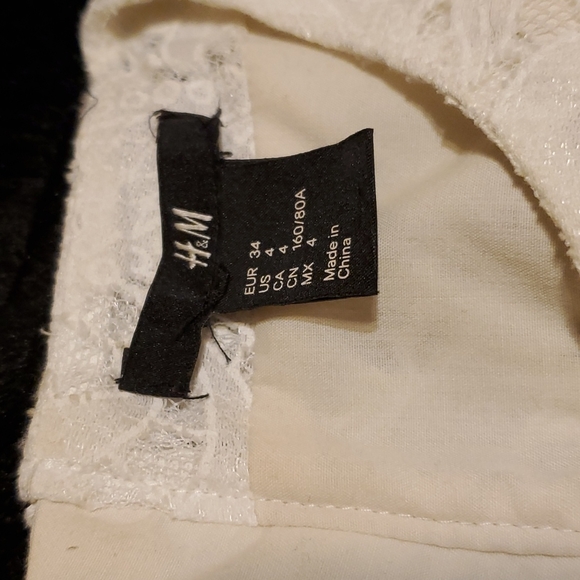 H&M
EUR 34
US 4
CA 4
CN 160/80A
MX 4
Made in
China